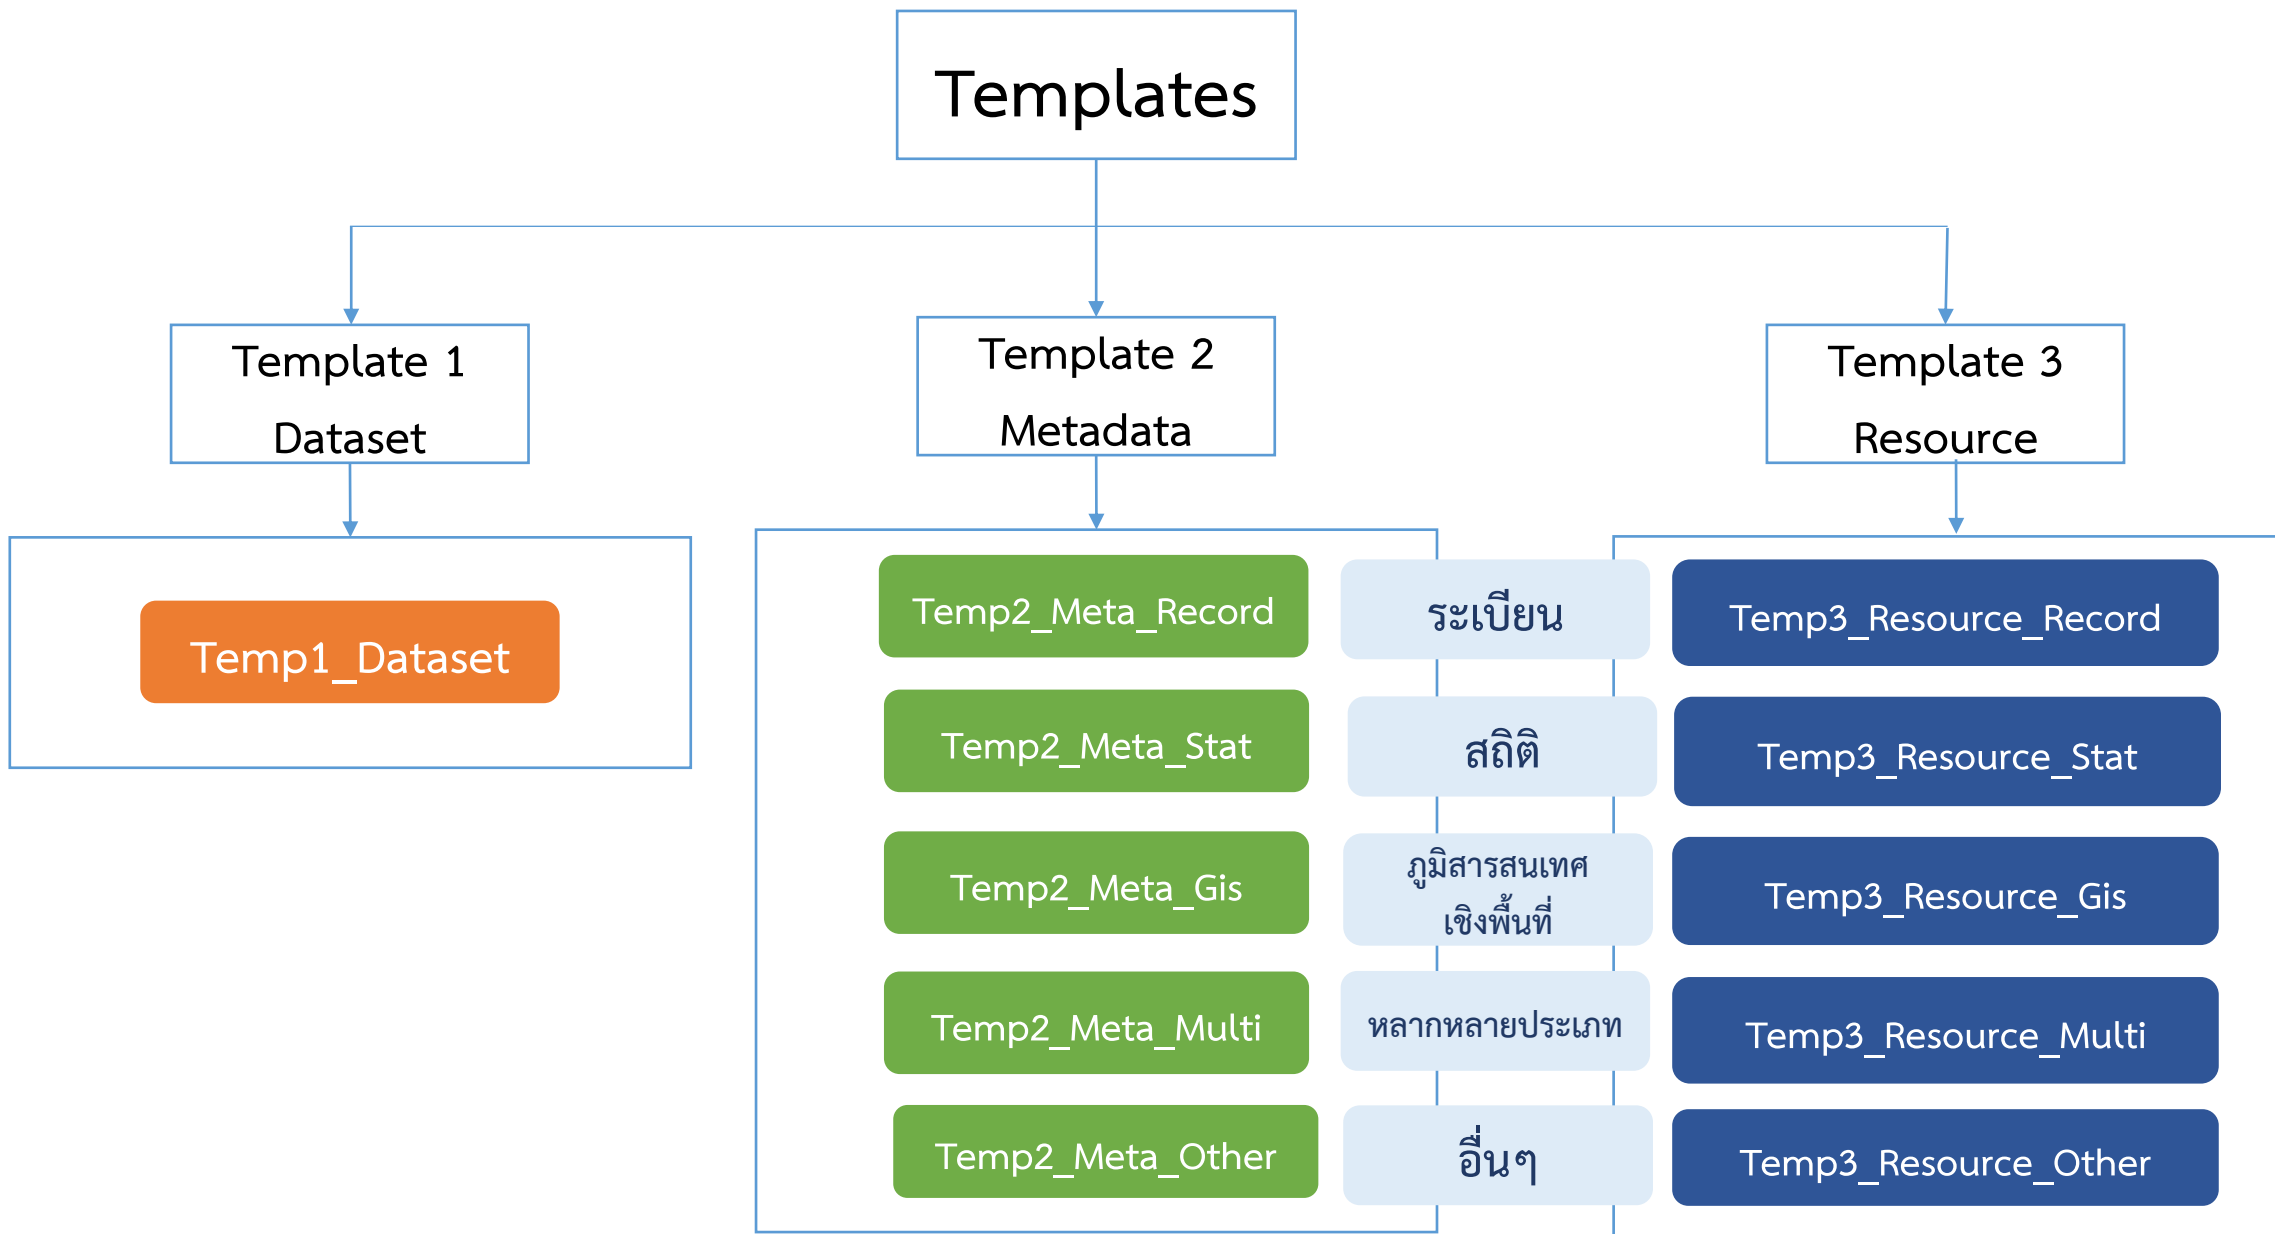 Templates
Template 1
Dataset
Template 2
Metadata
Template 3
Resource
Temp1_Dataset
Temp2_Meta_Record
ระเบียน
Temp3_Resource_Record
Temp2_Meta_Stat
สถิติ
Temp3_Resource_Stat
Temp2_Meta_Gis
ภูมิสารสนเทศ
เชิงพื้นที่
Temp3_Resource_Gis
Temp2_Meta_Multi
หลากหลายประเภท
Temp3_Resource_Multi
Temp2_Meta_Other
อื่นๆ
Temp3_Resource_Other